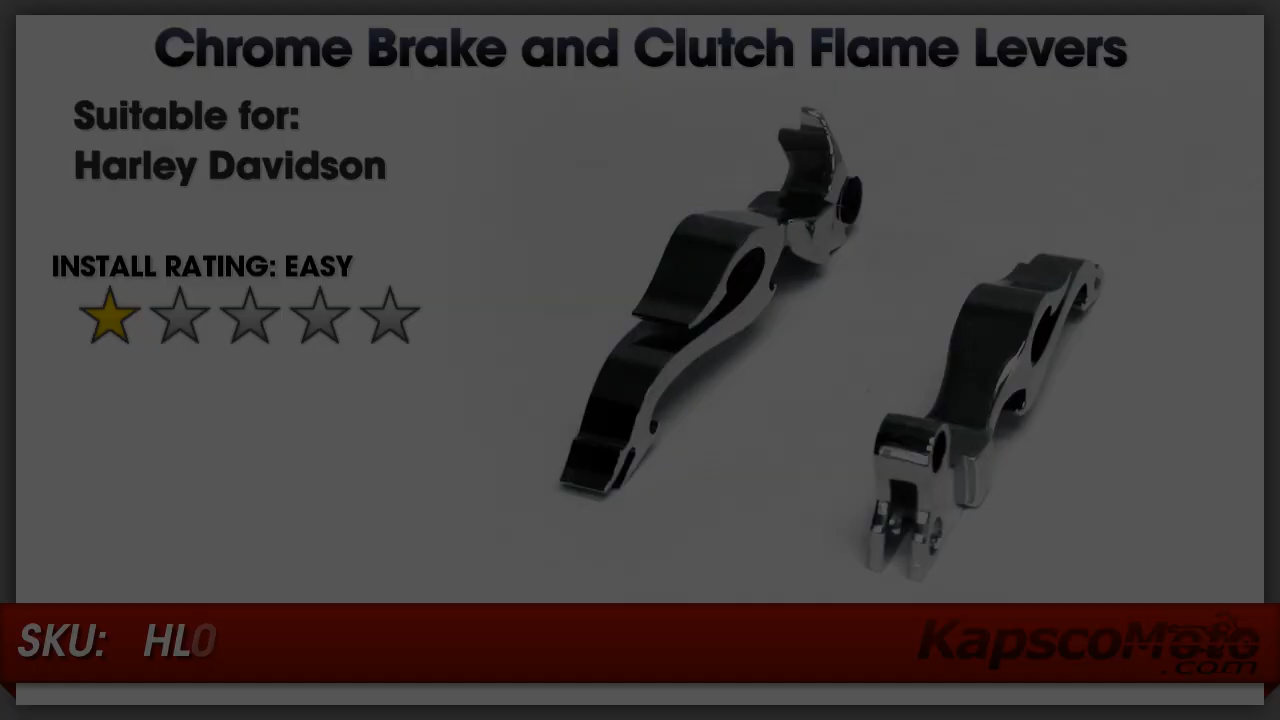 Chrome Brake and Clutch Flame Levers
Suitable for:
Harley Davidson
INSTALL RATING: EASY
SKU: HL0
KapscoMoto
.com